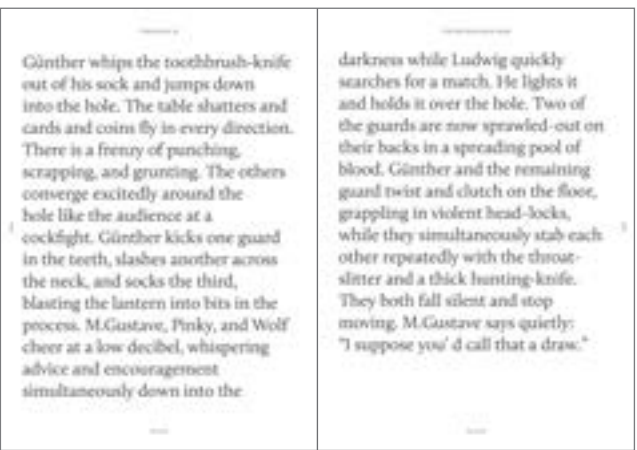 Günther whips the toothbrush-knife
out of his sock and jumps down
into the hole. The table shatters and
cards and coins fly in every direction.
There is a frenzy of punching,
scrapping, and grunting. The others
converge excitedly around the
hole like the audience at a
cockfight. Günther kicks one guard
in the teeth, slashes another across
the neck, and socks the third,
blasting the lantern into bits in the
process. M.Gustave, Pinky, and Wolf
cheer at a low decibel, whispering
advice and encouragement
simultaneously down into the
darkness while Ludwig quickly
searches for a match. He lights it
and holds it over the hole. Two of
the guards are now sprawled-out on
their backs in a spreading pool of
blood. Günther and the remaining
guard twist and clutch on the floor,
grappling in violent head-locks,
while they simultaneously stab each
other repeatedly with the throat-
slitter and a thick hunting-knife.
They both fall silent and stop
moving. M.Gustave says quietly:
"I suppose you' d call that a draw."